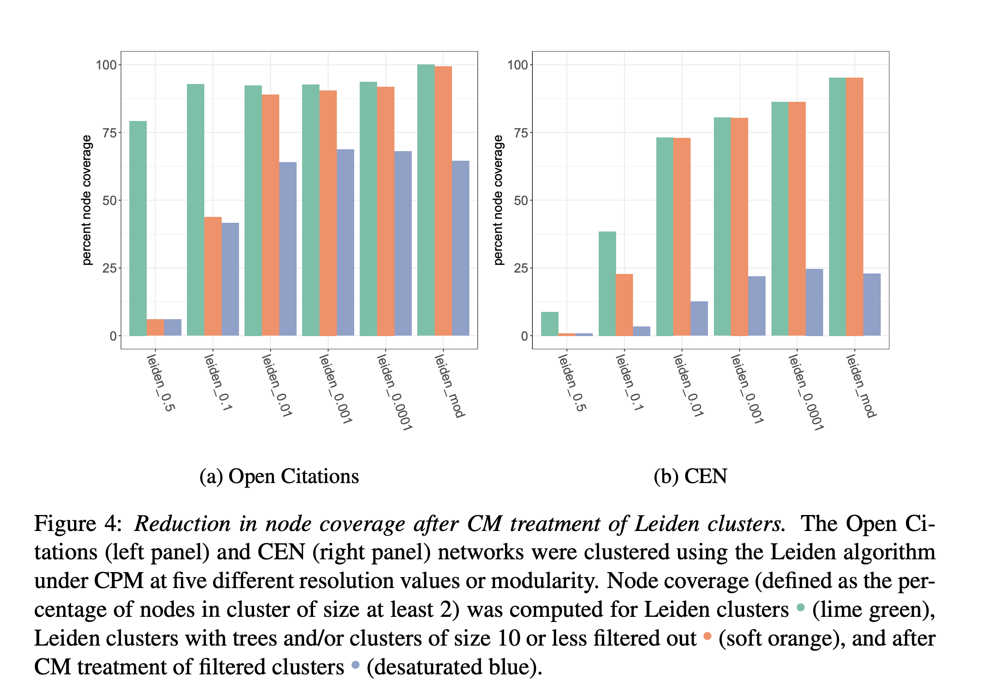 100
75
50
25
0
percent node coverage
leiden_0.5
leiden_0.1
leiden_0.01
leiden_0.001
leiden_0.0001
leiden_mod
(a) Open Citations
100
75
50
25
0
percent node coverage
leiden_0.5
leiden_0.1
leiden_0.01
leiden_0.001
leiden_0.0001
leiden_mod
(b) CEN
Figure 4: Reduction in node coverage after CM treatment of Leiden clusters. The Open Ci-
tations (left panel) and CEN (right panel) networks were clustered using the Leiden algorithm
under CPM at five different resolution values or modularity. Node coverage (defined as the per-
centage of nodes in cluster of size at least 2) was computed for Leiden clusters • (lime green),
Leiden clusters with trees and/or clusters of size 10 or less filtered out • (soft orange), and after
CM treatment of filtered clusters • (desaturated blue).